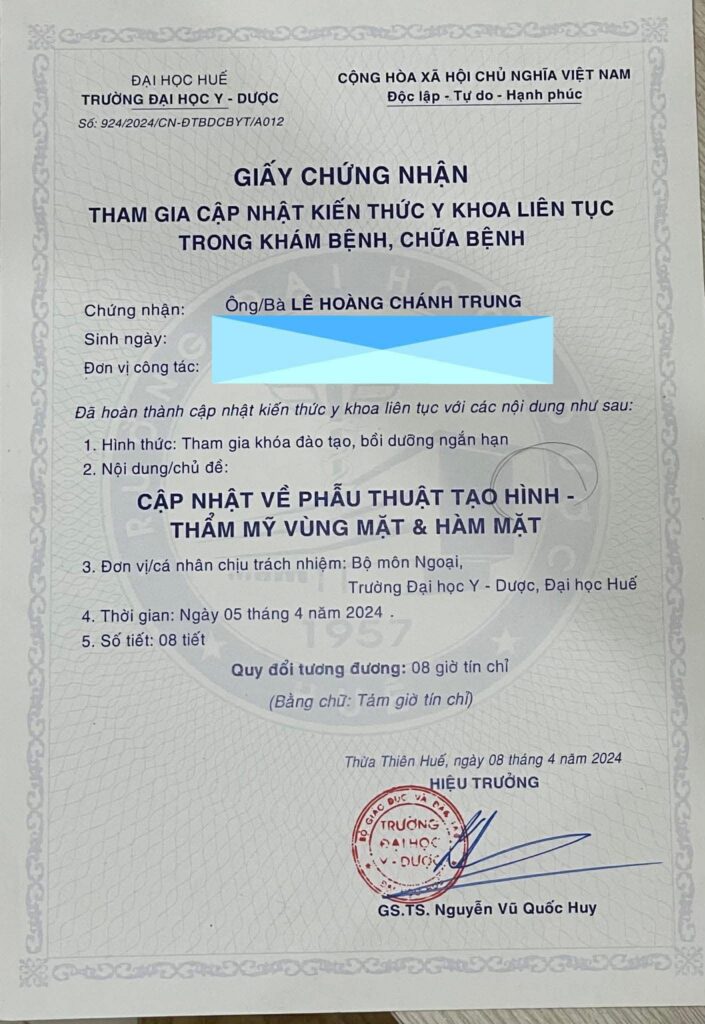 ĐẠI HỌC HUẾ
TRƯỜNG ĐẠI HỌC Y - DƯỢC
Số: 924/2024/CN-ĐTBDCBYT/A012
CỘNG HÒA XÃ HỘI CHỦ NGHĨA VIỆT NAM
Độc lập - Tự do - Hạnh phúc
GIẤY CHỨNG NHẬN
THAM GIA CẬP NHẬT KIẾN THỨC Y KHOA LIÊN TỤC
TRONG KHÁM BỆNH, CHỮA BỆNH
Chứng nhận: Ông/Bà LÊ HOÀNG CHÁNH TRUNG
Sinh ngày:
Đơn vị công tác:
Đã hoàn thành cập nhật kiến thức y khoa liên tục với các nội dung như sau:
1. Hình thức: Tham gia khóa đào tạo, bồi dưỡng ngắn hạn
2. Nội dung/chủ đề:
CẬP NHẬT VỀ PHẪU THUẬT TẠO HÌNH -
THẨM MỸ VÙNG MẶT & HÀM MẶT
3. Đơn vị/cá nhân chịu trách nhiệm: Bộ môn Ngoại,
Trường Đại học Y - Dược, Đại học Huế
4. Thời gian: Ngày 05 tháng 4 năm 2024 .
1957
5. Số tiết: 08 tiết
Quy đổi tương đương: 08 giờ tín chỉ
(Bằng chữ: Tám giờ tín chỉ)
Thừa Thiên Huế, ngày 08 tháng 4 năm 2024
HIỆU TRƯỞNG
BỘ GIÁO DỤC VÀ ĐÀO TẠO
TRƯỜNG
ĐẠI HỌC
Y - DƯỢC
GS.TS. Nguyễn Vũ Quốc Huy